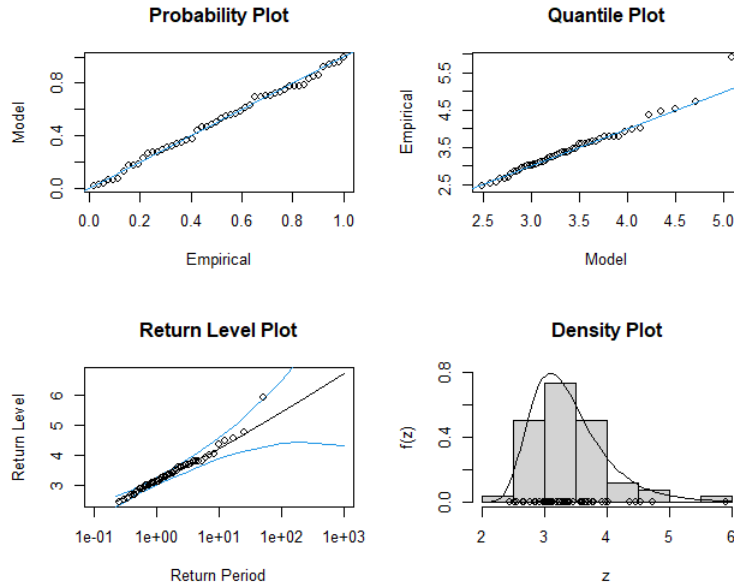 Probability Plot
Model
0.0 0.4 0.8
0.0 0.2 0.4 0.6 0.8 1.0
Empirical
Quantile Plot
Empirical
2.5 3.5 4.5 5.5
2.5 3.0 3.5 4.0 4.5 5.0
Model
Return Level Plot
Return Level
3 4 5 6
1e-01 1e+00 1e+01 1e+02 1e+03
Return Period
Density Plot
f(z)
0.0 0.4 0.8
2 3 4 5 6
z